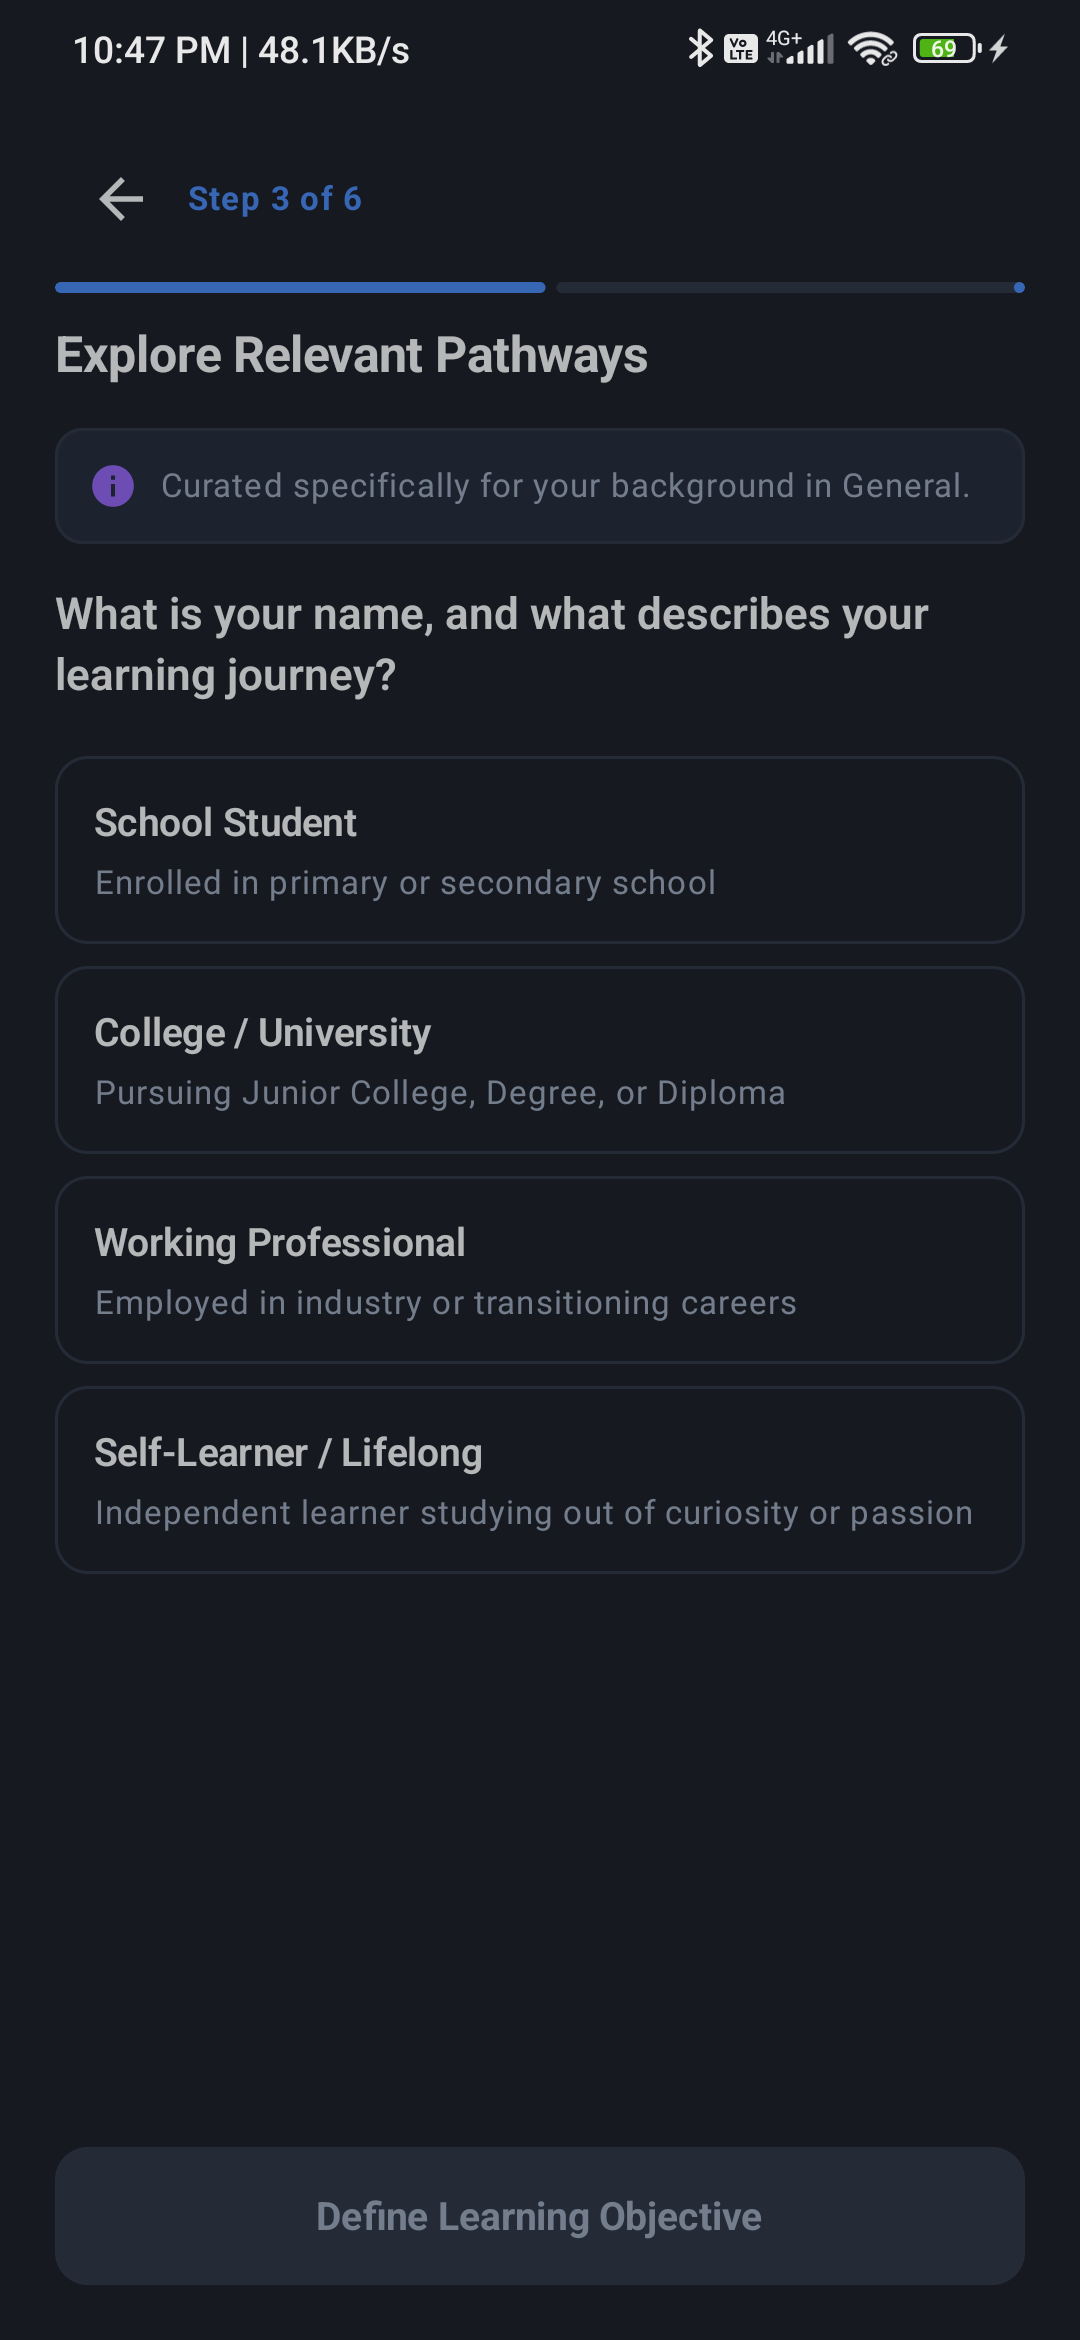 10:47 PM | 48.1KB/s
Vo LTE 4G+ 69
Step 3 of 6
Explore Relevant Pathways
Curated specifically for your background in General.
What is your name, and what describes your
learning journey?
School Student
Enrolled in primary or secondary school
College / University
Pursuing Junior College, Degree, or Diploma
Working Professional
Employed in industry or transitioning careers
Self-Learner / Lifelong
Independent learner studying out of curiosity or passion
Define Learning Objective